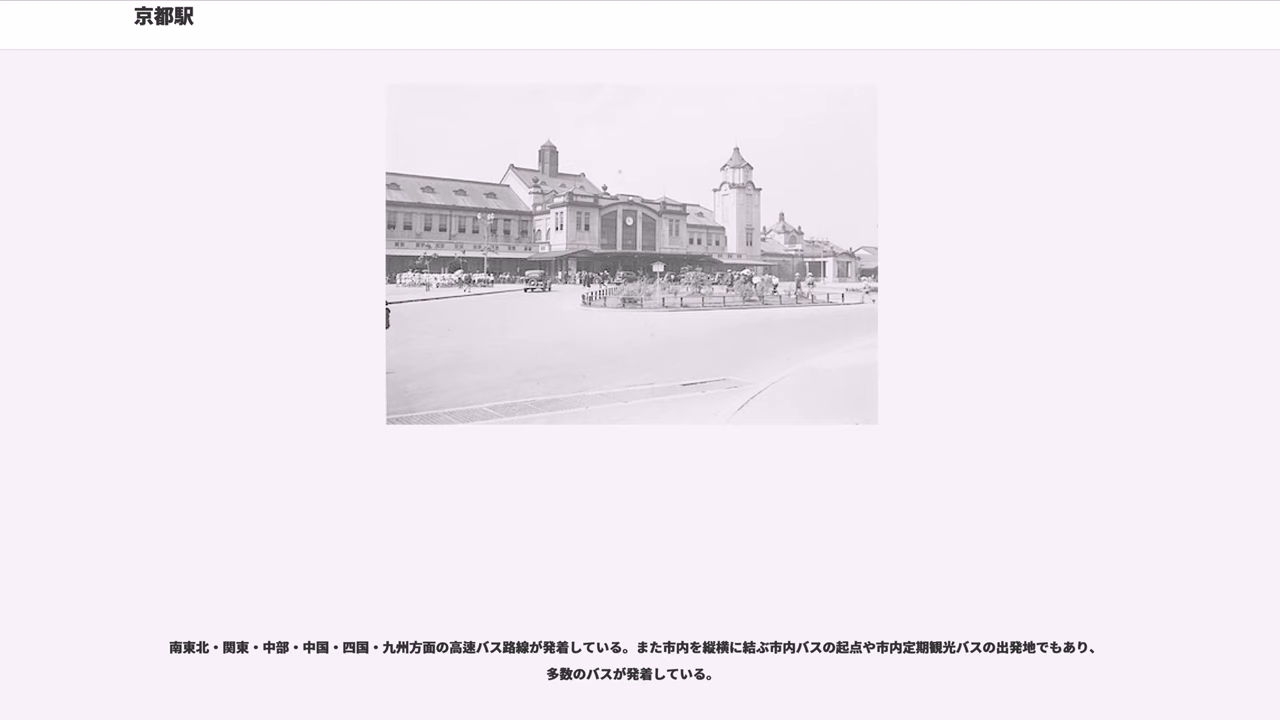 京都駅
南東北・関東・中部・中国・四国・九州方面の高速バス路線が発着している。また市内を縦横に結ぶ市内バスの起点や市内定期観光バスの出発地でもあり、
多数のバスが発着している。